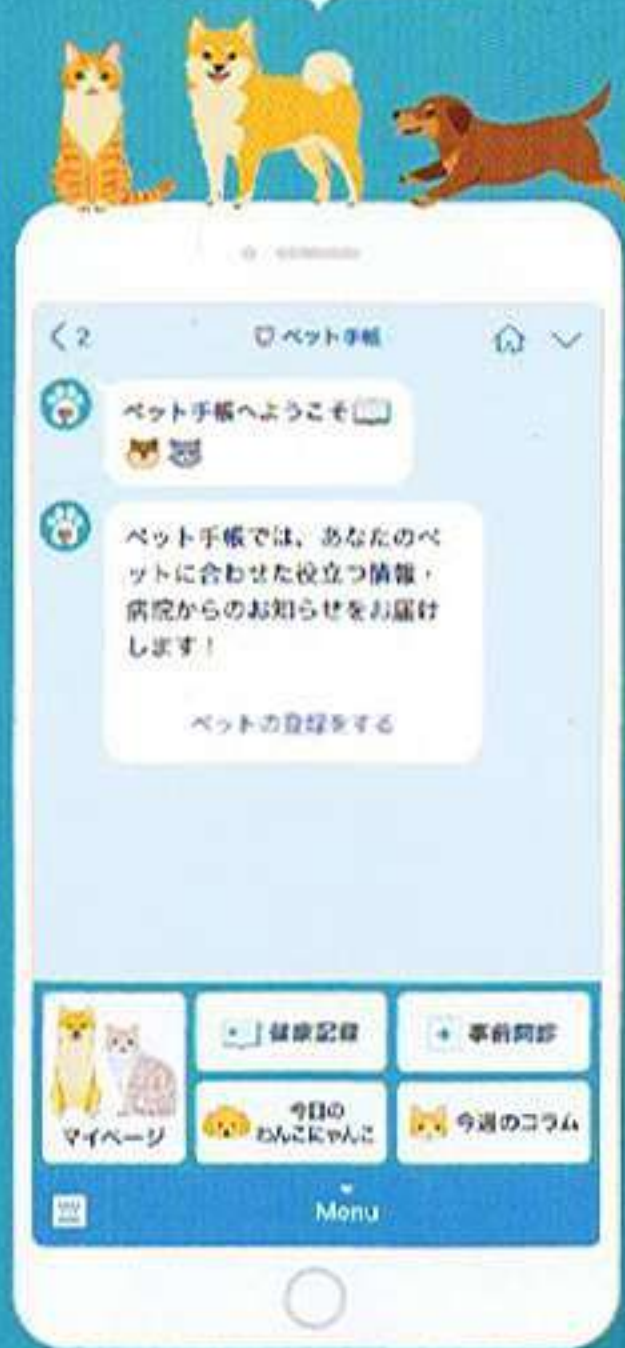 < 2
ペット手帳
ペット手帳へようこそ
ペット手帳では、あなたのペ
ットに合わせた役立つ情報・
病院からのお知らせをお届け
します！
ペットの登録をする
健康記録
事前問診
マイページ
今日の
わんこにゃんこ
今週のコラム
Menu